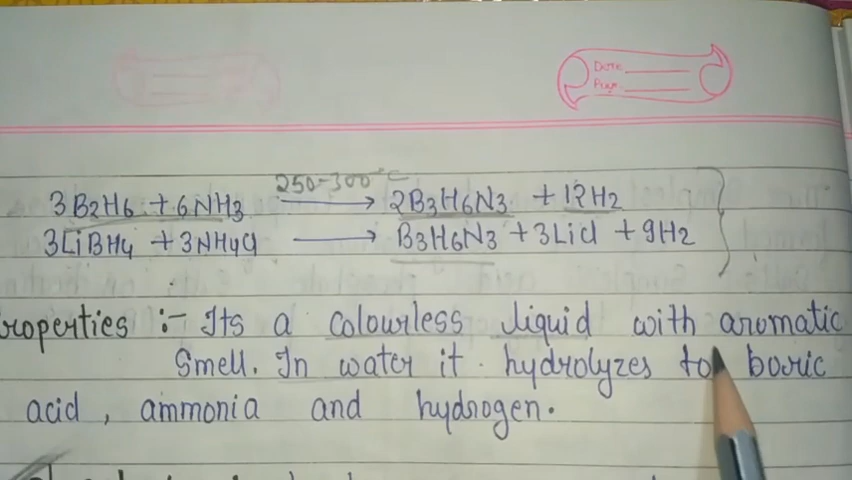 Date
Page
250-300°C
3B2H6 + 6NH3 → 2B3H6N3 + 12H2
3LiBH4 + 3NH4Cl → B3H6N3 + 3LiCl + 9H2
roperties :- Its a colourless liquid with aromatic
Smell. In water it hydrolyzes to boric
acid, ammonia and hydrogen.